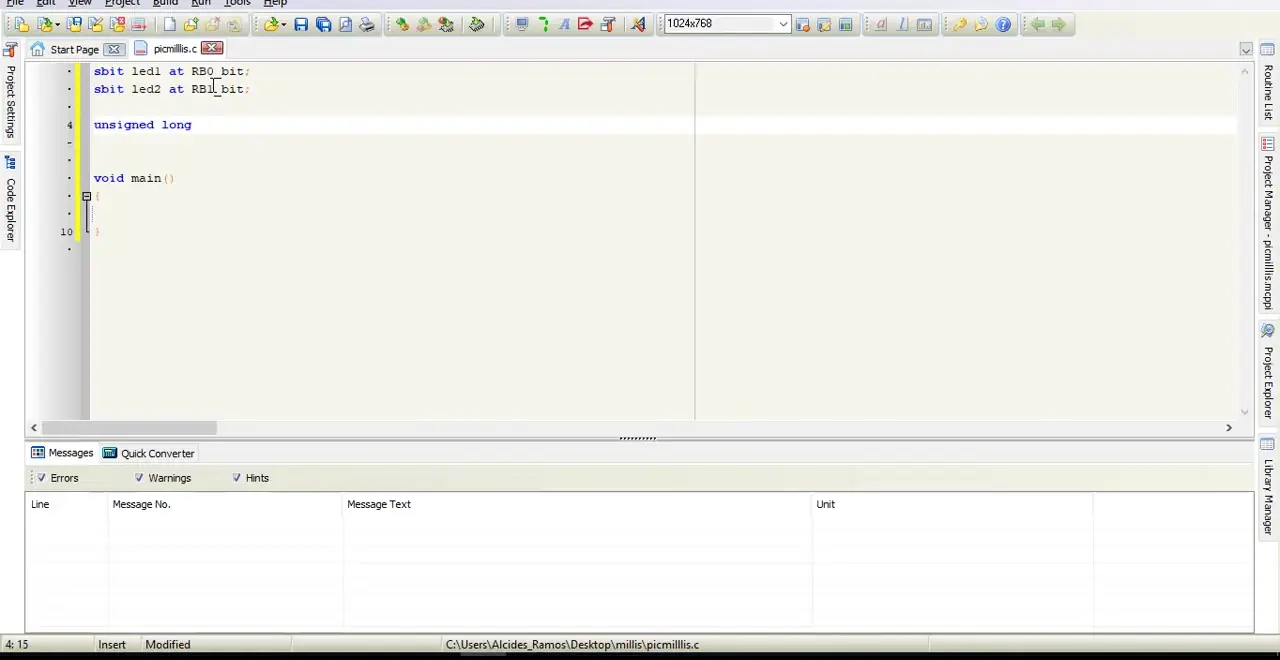 File Edit View Project Build Run Tools Help
1024x768
Start Page picmilllis.c
Project Settings
Code Explorer
sbit led1 at RB0_bit;
sbit led2 at RB1_bit;
4 unsigned long
void main()
{
10 }
Routine List
Project Manager - picmilllis.mcppi
Project Explorer
Library Manager
Messages Quick Converter
Errors Warnings Hints
Line Message No. Message Text Unit
4: 15 Insert Modified C:\Users\Alcides_Ramos\Desktop\millis\picmilllis.c